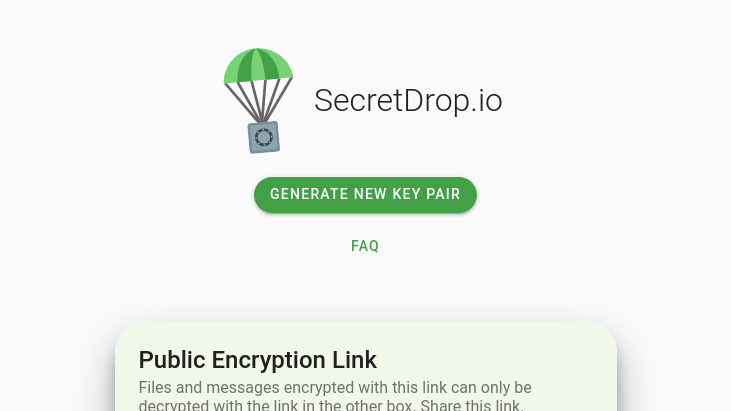 SecretDrop.io
GENERATE NEW KEY PAIR
FAQ
Public Encryption Link
Files and messages encrypted with this link can only be
decrypted with the link in the other box. Share this link.